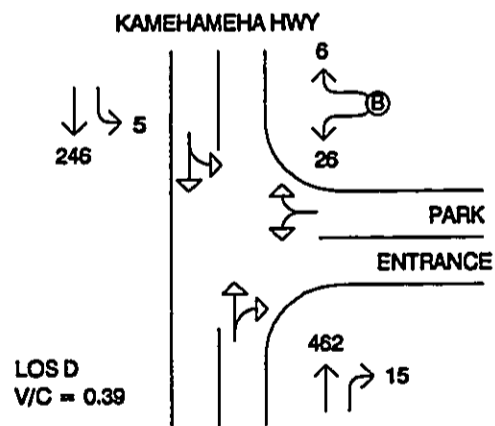 KAMEHAMEHA HWY
6
B
5
246
26
PARK
ENTRANCE
462
15
LOS D
V/C = 0.39